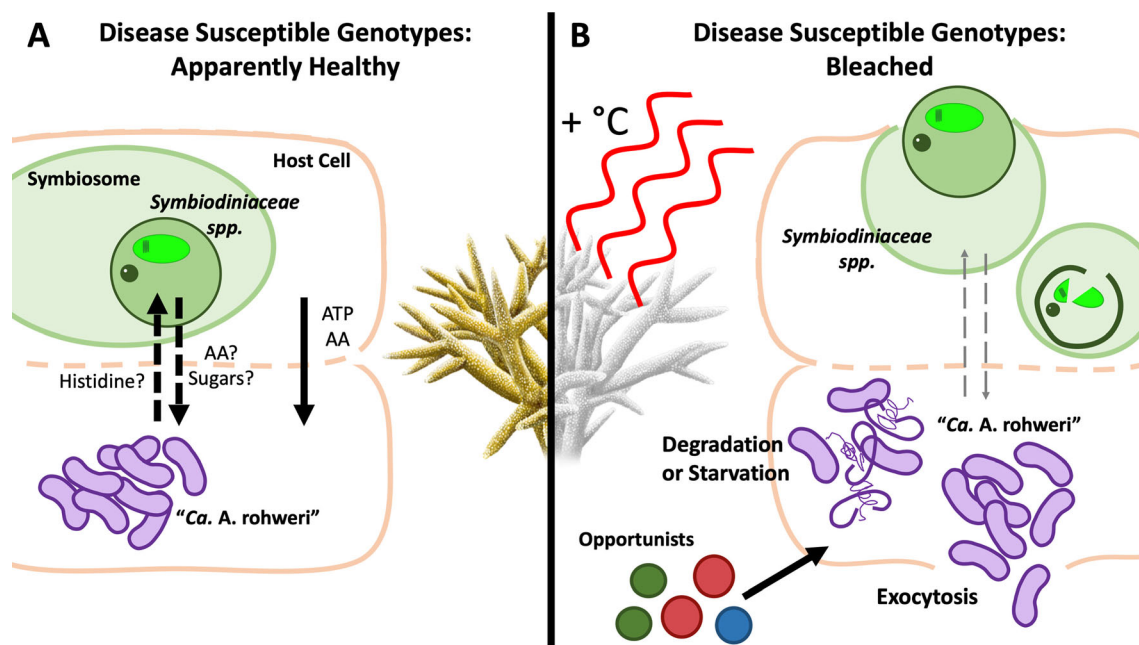 A
Disease Susceptible Genotypes:
Apparently Healthy
Host Cell
Symbiosome
Symbiodiniaceae
spp.
ATP
AA
AA?
Sugars?
Histidine?
"Ca. A. rohweri"
B
Disease Susceptible Genotypes:
Bleached
+ °C
Symbiodiniaceae
spp.
"Ca. A. rohweri"
Degradation
or Starvation
Opportunists
Exocytosis